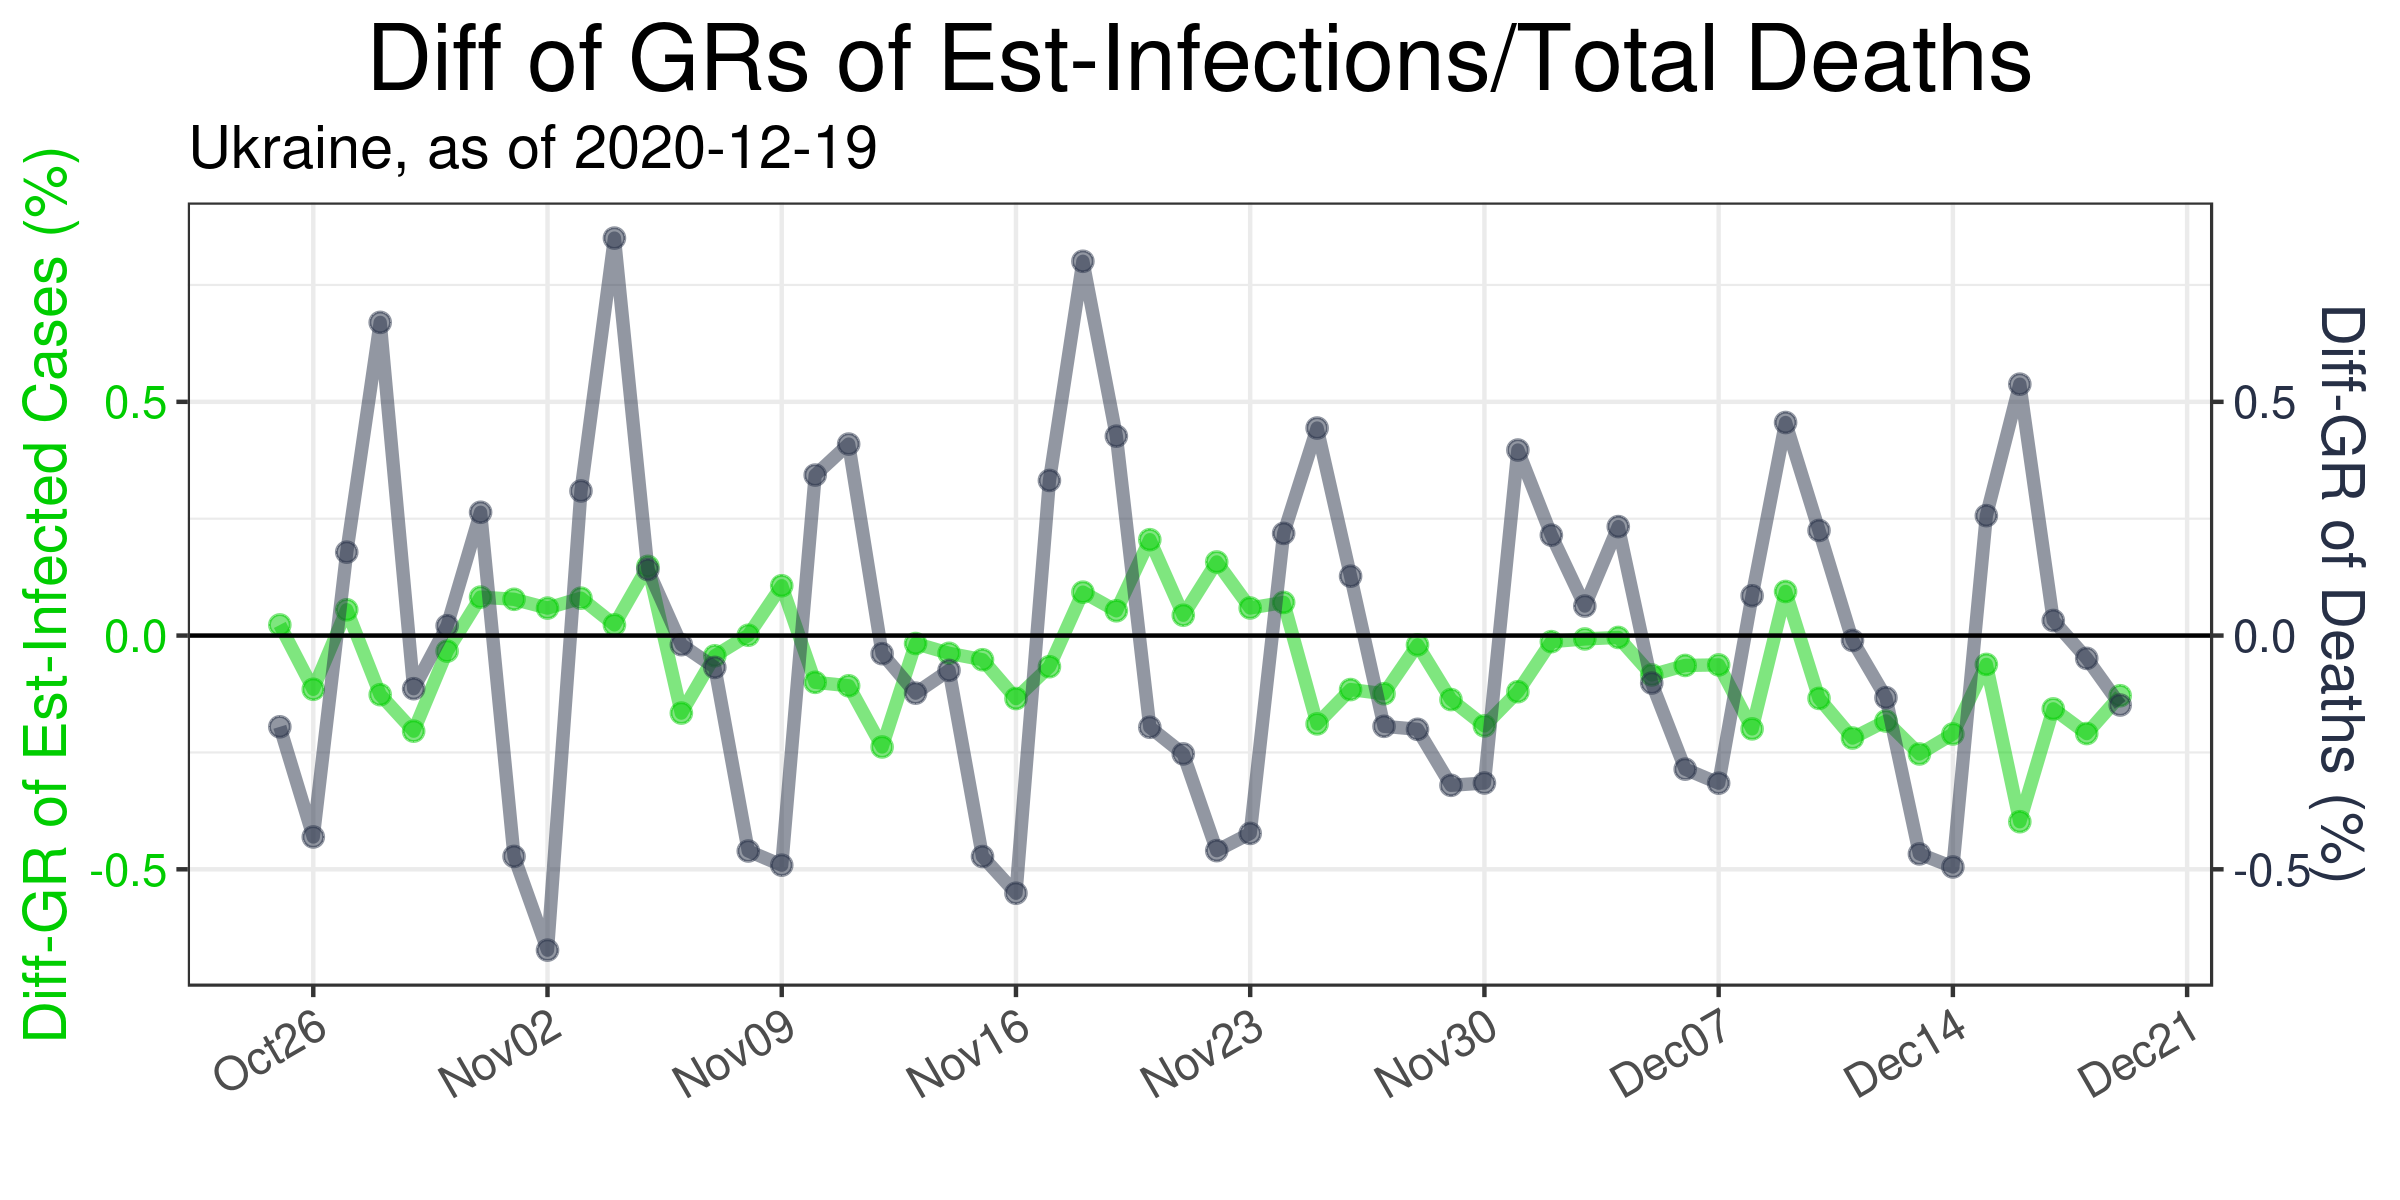 Diff of GRs of Est-Infections/Total Deaths
Ukraine, as of 2020-12-19
Diff-GR of Est-Infected Cases (%)
0.5
0.0
-0.5
0.5
0.0
-0.5
Diff-GR of Deaths (%)
Oct26
Nov02
Nov09
Nov16
Nov23
Nov30
Dec07
Dec14
Dec21